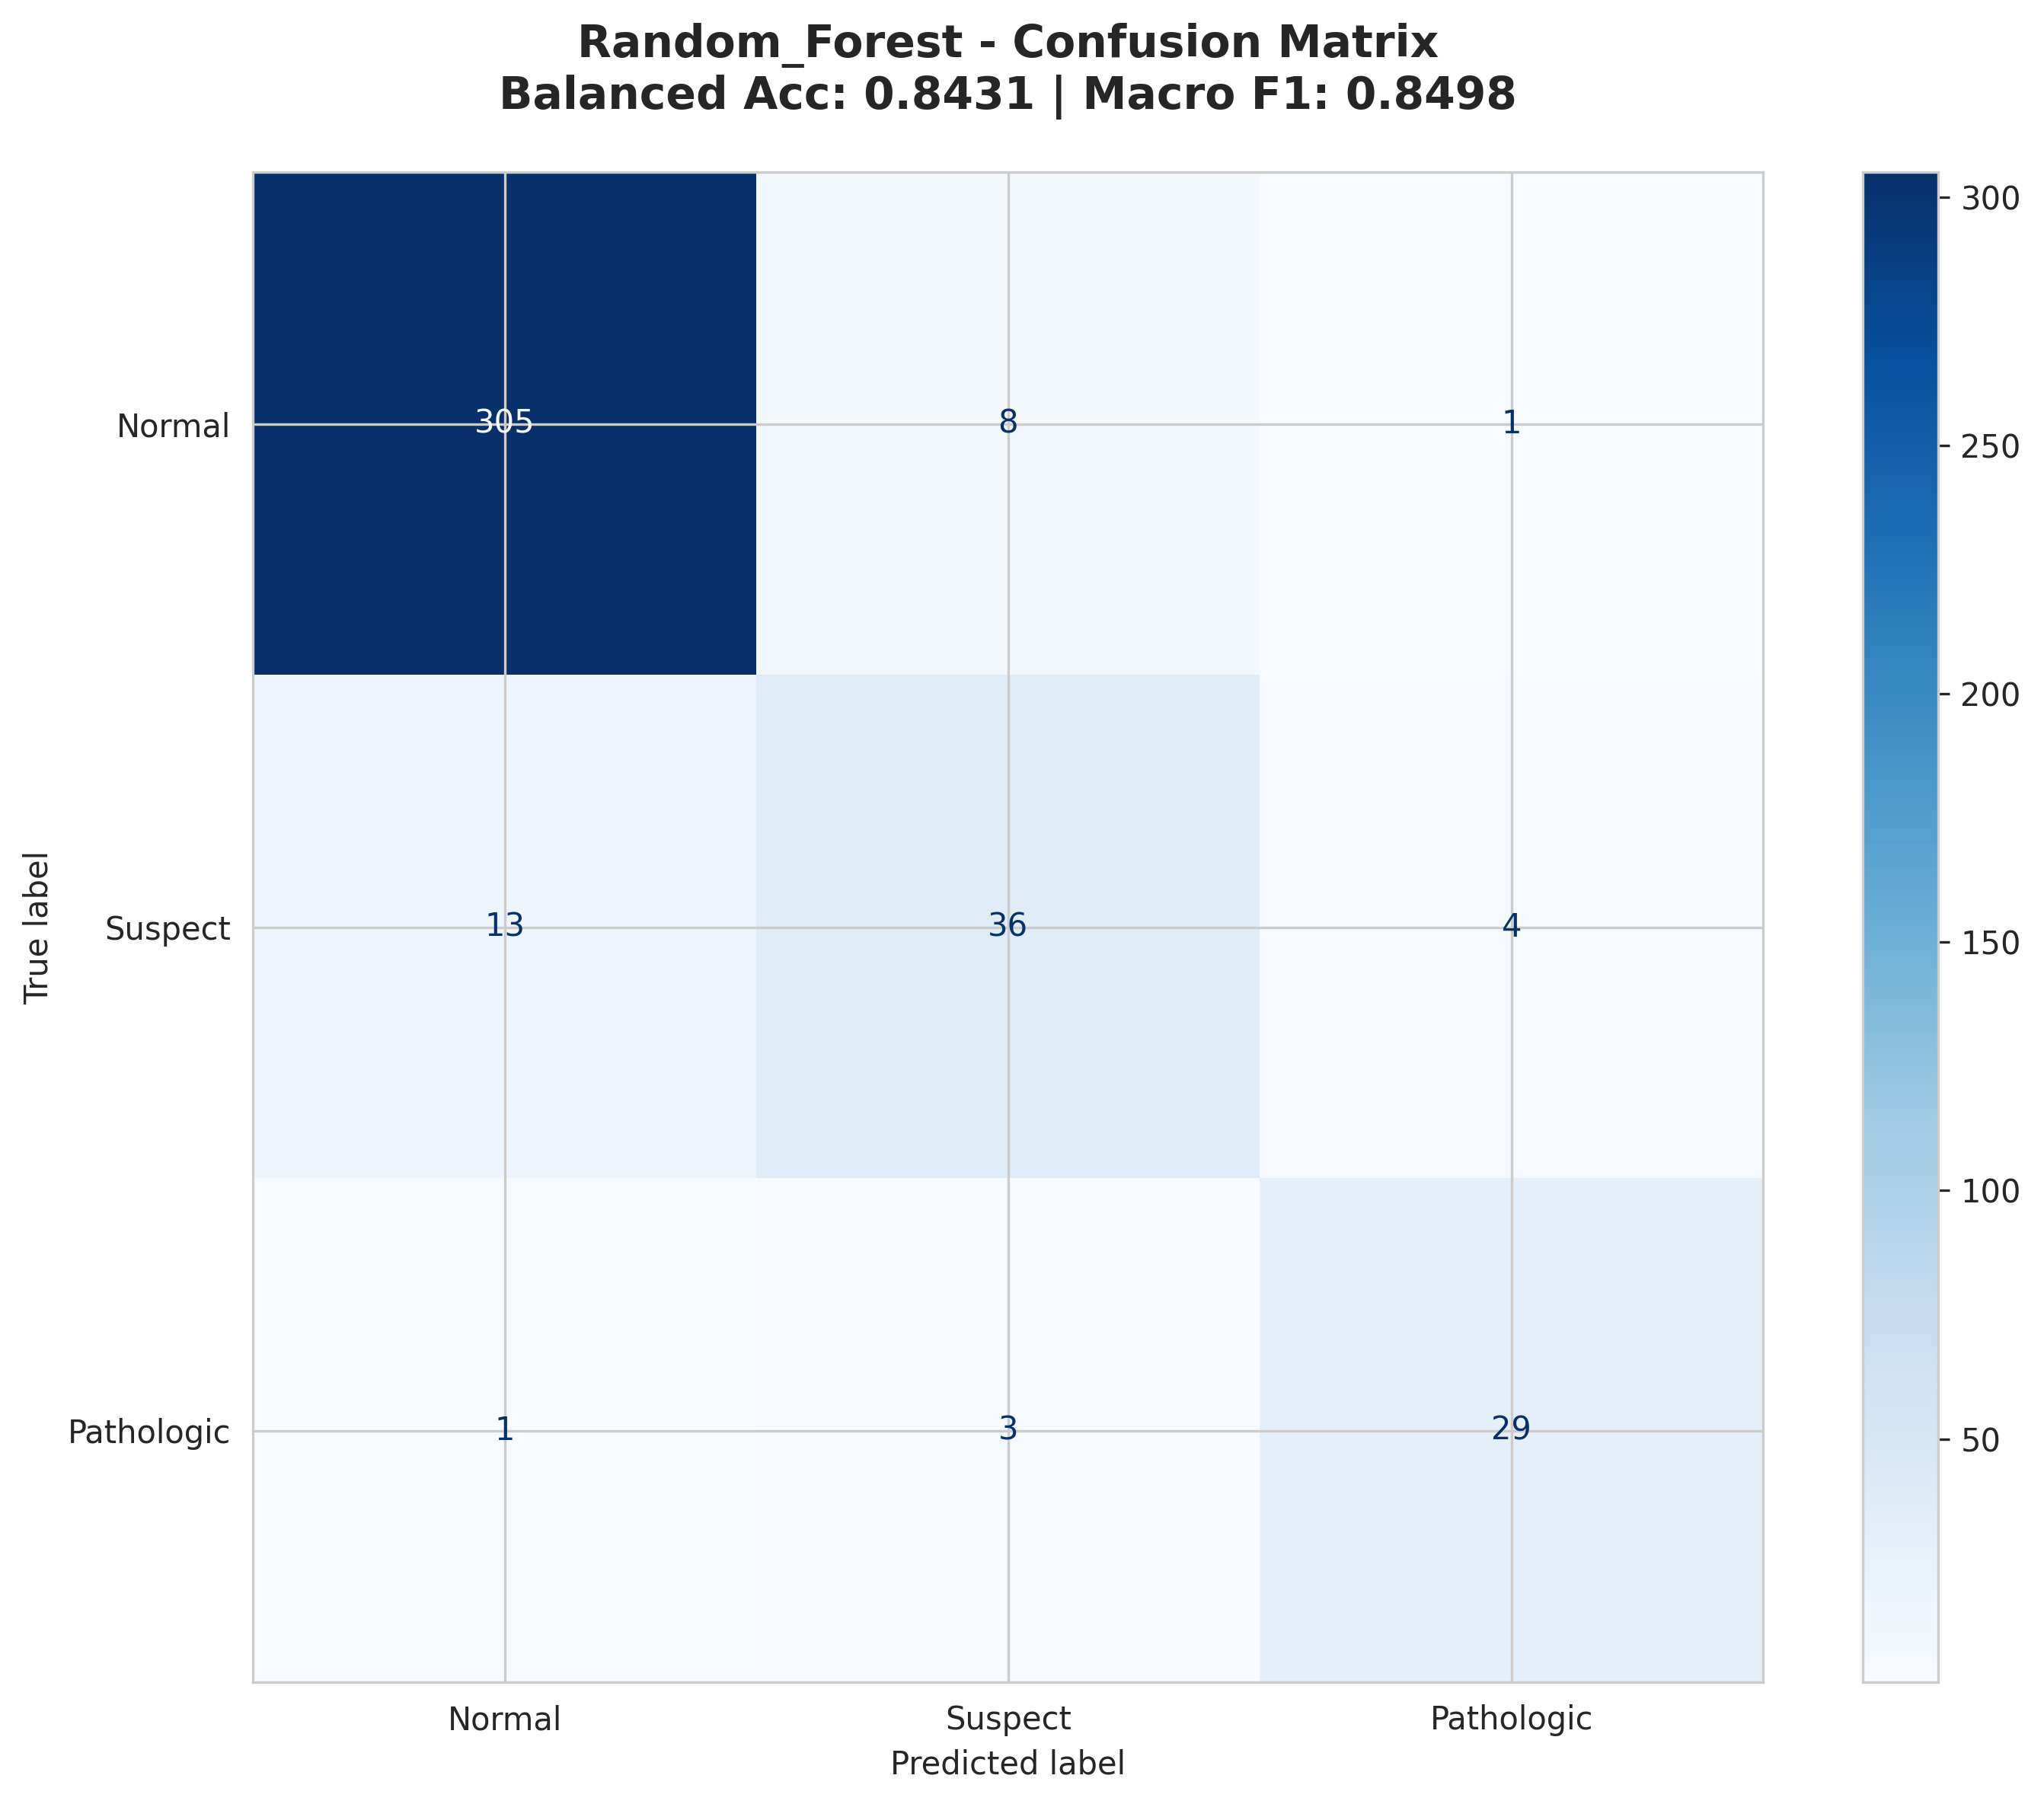 Random_Forest - Confusion Matrix
Balanced Acc: 0.8431 | Macro F1: 0.8498
True label
Normal
305
8
1
Suspect
13
36
4
Pathologic
1
3
29
Normal
Suspect
Pathologic
Predicted label
300
250
200
150
100
50